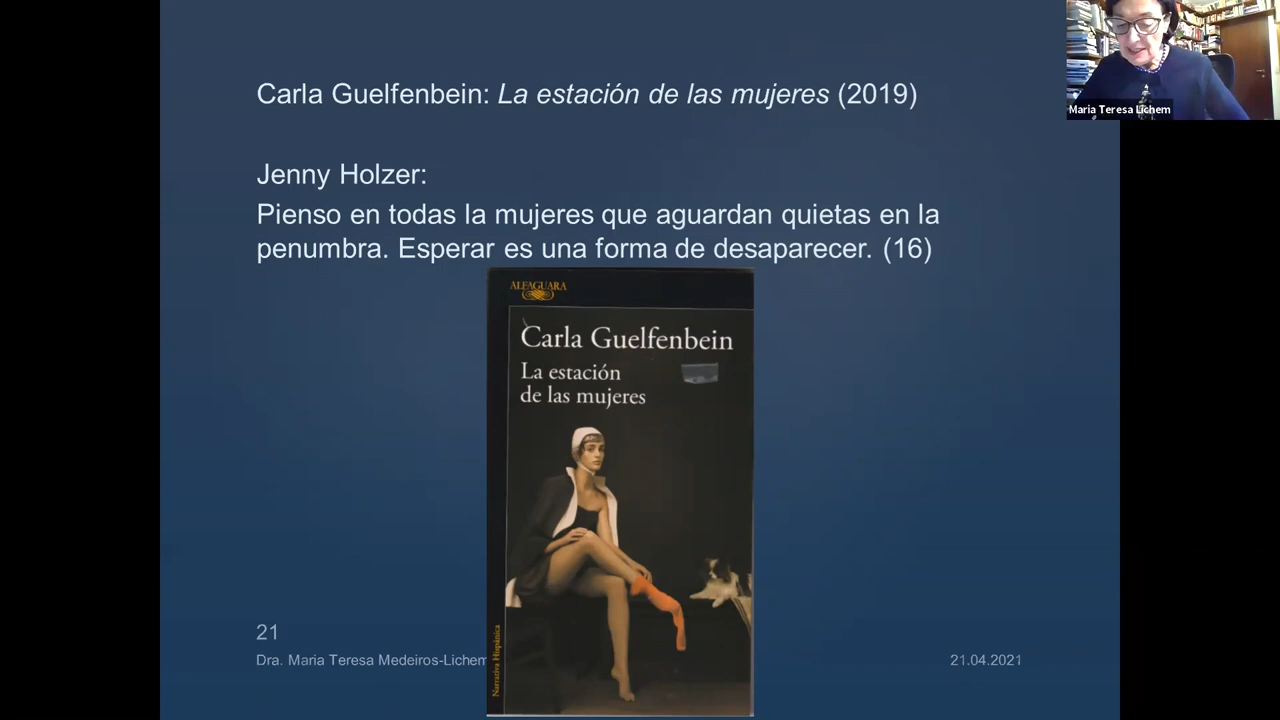 Carla Guelfenbein: La estación de las mujeres (2019)
Maria Teresa Lichem
Jenny Holzer:
Pienso en todas la mujeres que aguardan quietas en la
penumbra. Esperar es una forma de desaparecer. (16)
ALFAGUARA
Carla Guelfenbein
La estación
de las mujeres
Narrativa Hispánica
21
Dra. Maria Teresa Medeiros-Lichem
21.04.2021